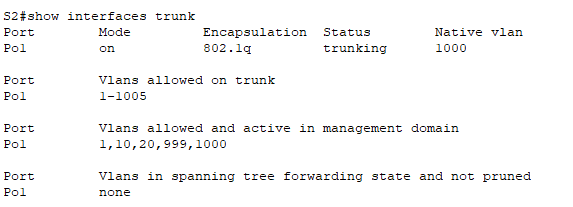 S2#show interfaces trunk
Port Mode Encapsulation Status Native vlan
Po1 on 802.1q trunking 1000
Port Vlans allowed on trunk
Po1 1-1005
Port Vlans allowed and active in management domain
Po1 1,10,20,999,1000
Port Vlans in spanning tree forwarding state and not pruned
Po1 none